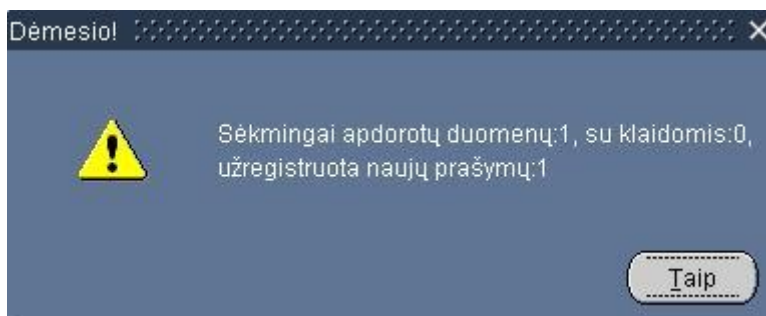 Dėmesio!
Sėkmingai apdorotų duomenų:1, su klaidomis:0,
užregistruota naujų prašymų:1
Taip